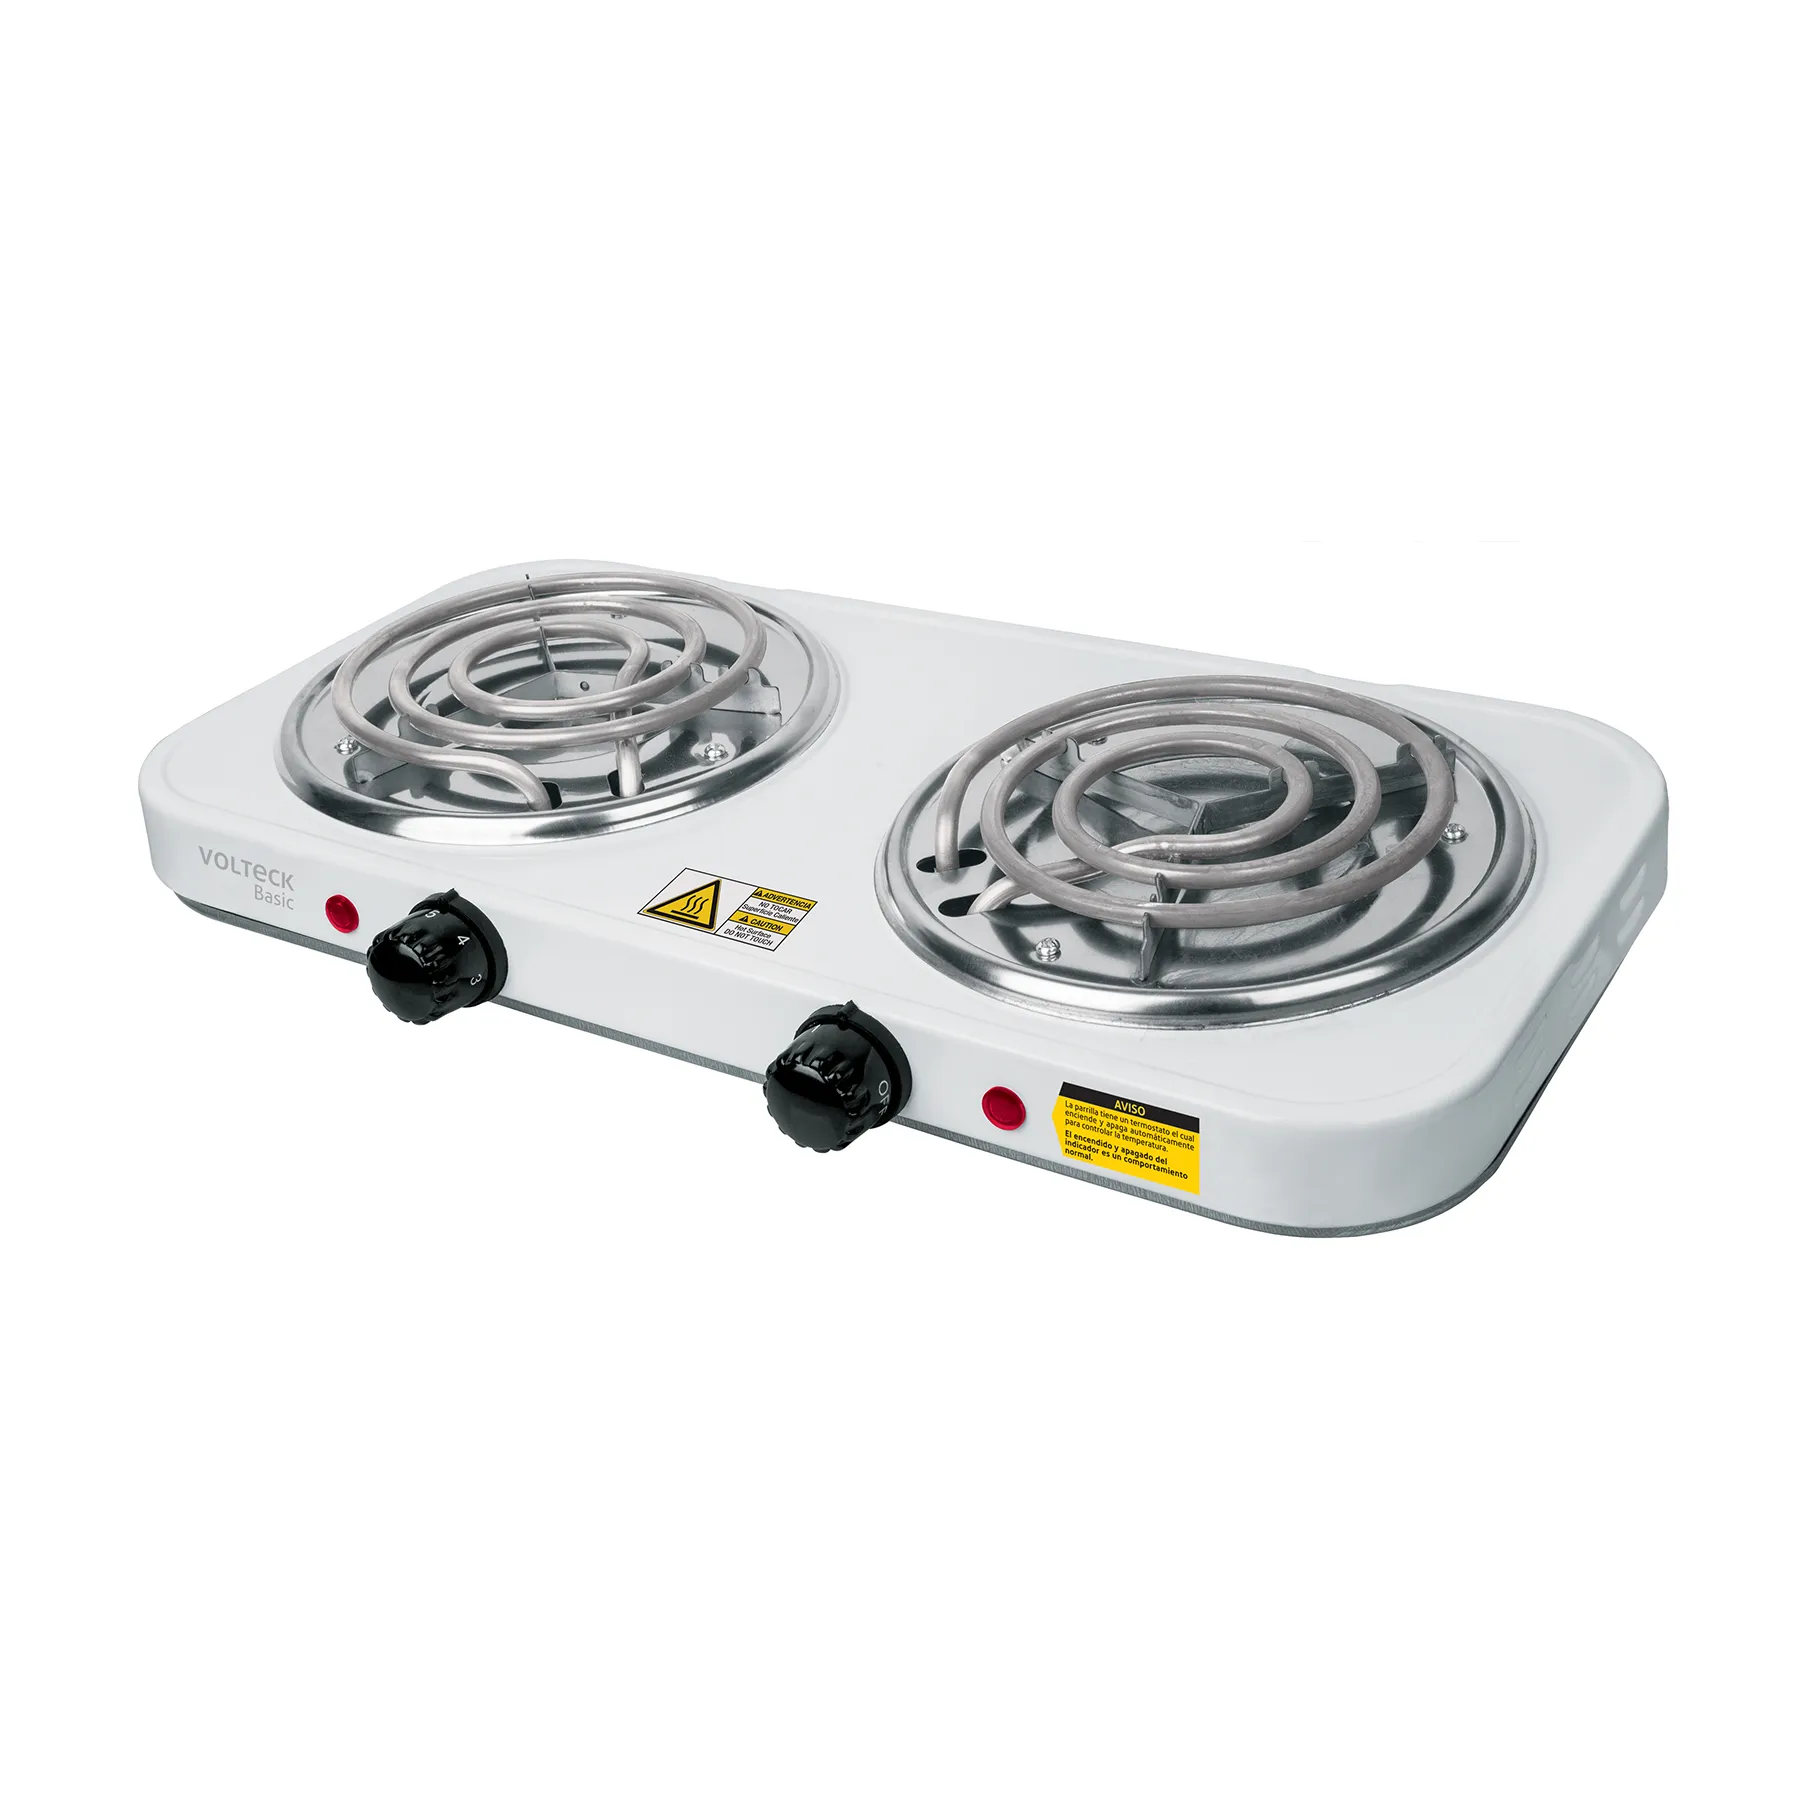 VOLTECK
Basic
5
4
3
OFF
ADVERTENCIA
NO TOCAR
Superficie Caliente
CAUTION
Hot Surface
DO NOT TOUCH
AVISO
La parrilla tiene un termostato el cual
enciende y apaga automáticamente
para controlar la temperatura.
El encendido y apagado del
indicador es un comportamiento
normal.